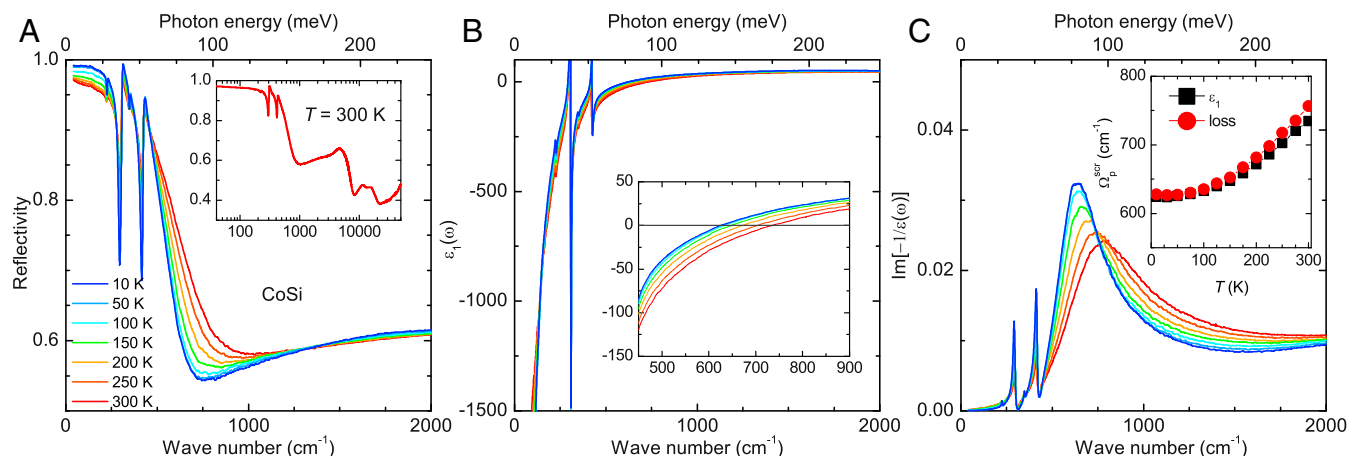 A
Photon energy (meV)
0 100 200
1.0
0.8
0.6
Reflectivity
1.0
0.8
0.6
0.4
T = 300 K
100 1000 10000
10 K
50 K
100 K
150 K
200 K
250 K
300 K
CoSi
0 1000 2000
Wave number (cm⁻¹)
B
Photon energy (meV)
0 100 200
0
-500
-1000
-1500
ε₁(ω)
50
25
0
-25
-50
-75
-100
-125
-150
500 600 700 800 900
0 500 1000 1500 2000
Wave number (cm⁻¹)
C
Photon energy (meV)
0 100 200
0.04
0.02
0.00
Im[−1/ε(ω)]
800
700
600
Ωₚˢᶜʳ (cm⁻¹)
ε₁
loss
0 100 200 300
T (K)
0 500 1000 1500 2000
Wave number (cm⁻¹)